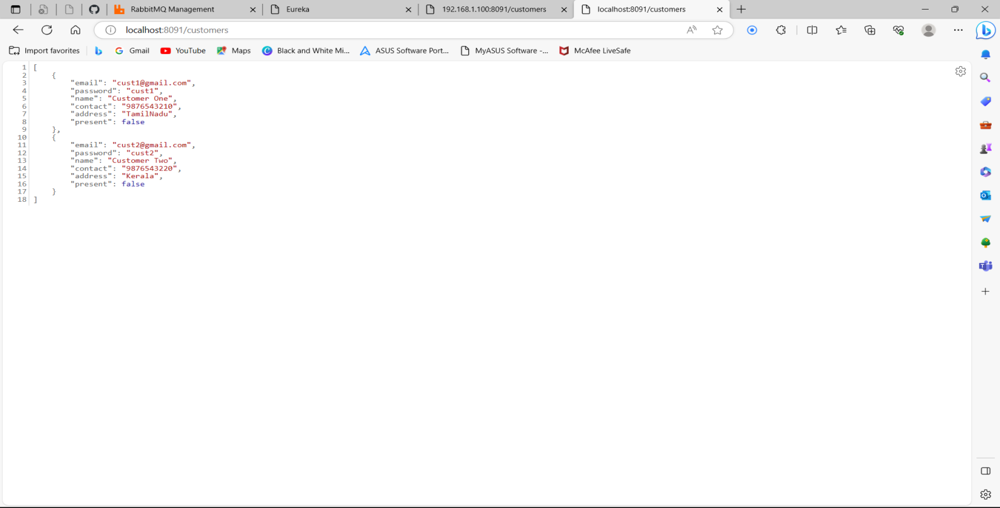 RabbitMQ Management
Eureka
192.168.1.100:8091/customers
localhost:8091/customers
localhost:8091/customers
Import favorites
Gmail
YouTube
Maps
Black and White Mi...
ASUS Software Port...
MyASUS Software -...
McAfee LiveSafe
1 [
2 {
3 "email": "cust1@gmail.com",
4 "password": "cust1",
5 "name": "Customer One",
6 "contact": "9876543210",
7 "address": "TamilNadu",
8 "present": false
9 },
10 {
11 "email": "cust2@gmail.com",
12 "password": "cust2",
13 "name": "Customer Two",
14 "contact": "9876543220",
15 "address": "Kerala",
16 "present": false
17 }
18 ]